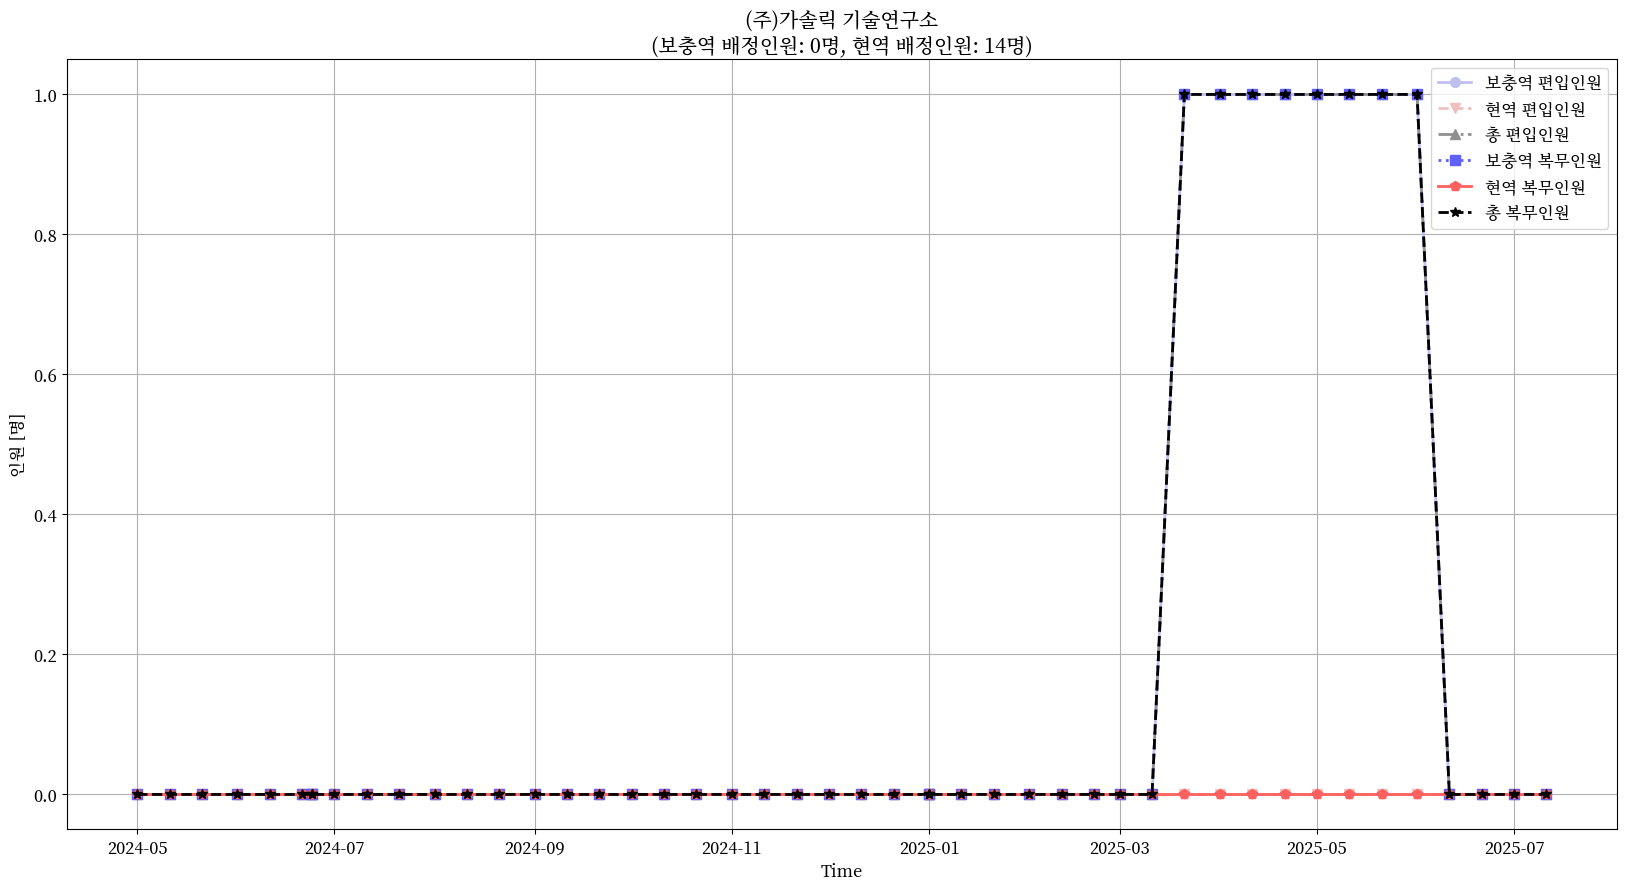 (주)가솔릭 기술연구소
(보충역 배정인원: 0명, 현역 배정인원: 14명)
보충역 편입인원
현역 편입인원
총 편입인원
보충역 복무인원
현역 복무인원
총 복무인원
인원 [명]
1.0
0.8
0.6
0.4
0.2
0.0
2024-05
2024-07
2024-09
2024-11
2025-01
2025-03
2025-05
2025-07
Time